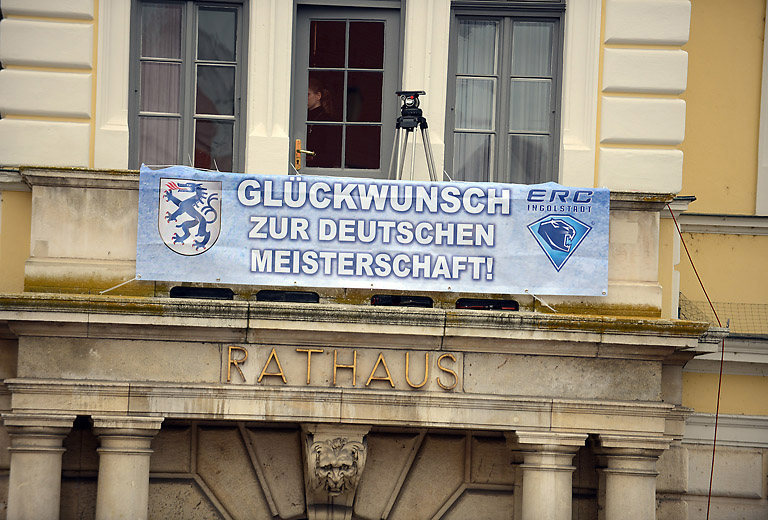 GLÜCKWUNSCH
ZUR DEUTSCHEN
MEISTERSCHAFT!
ERC
INGOLSTADT
RATHAUS